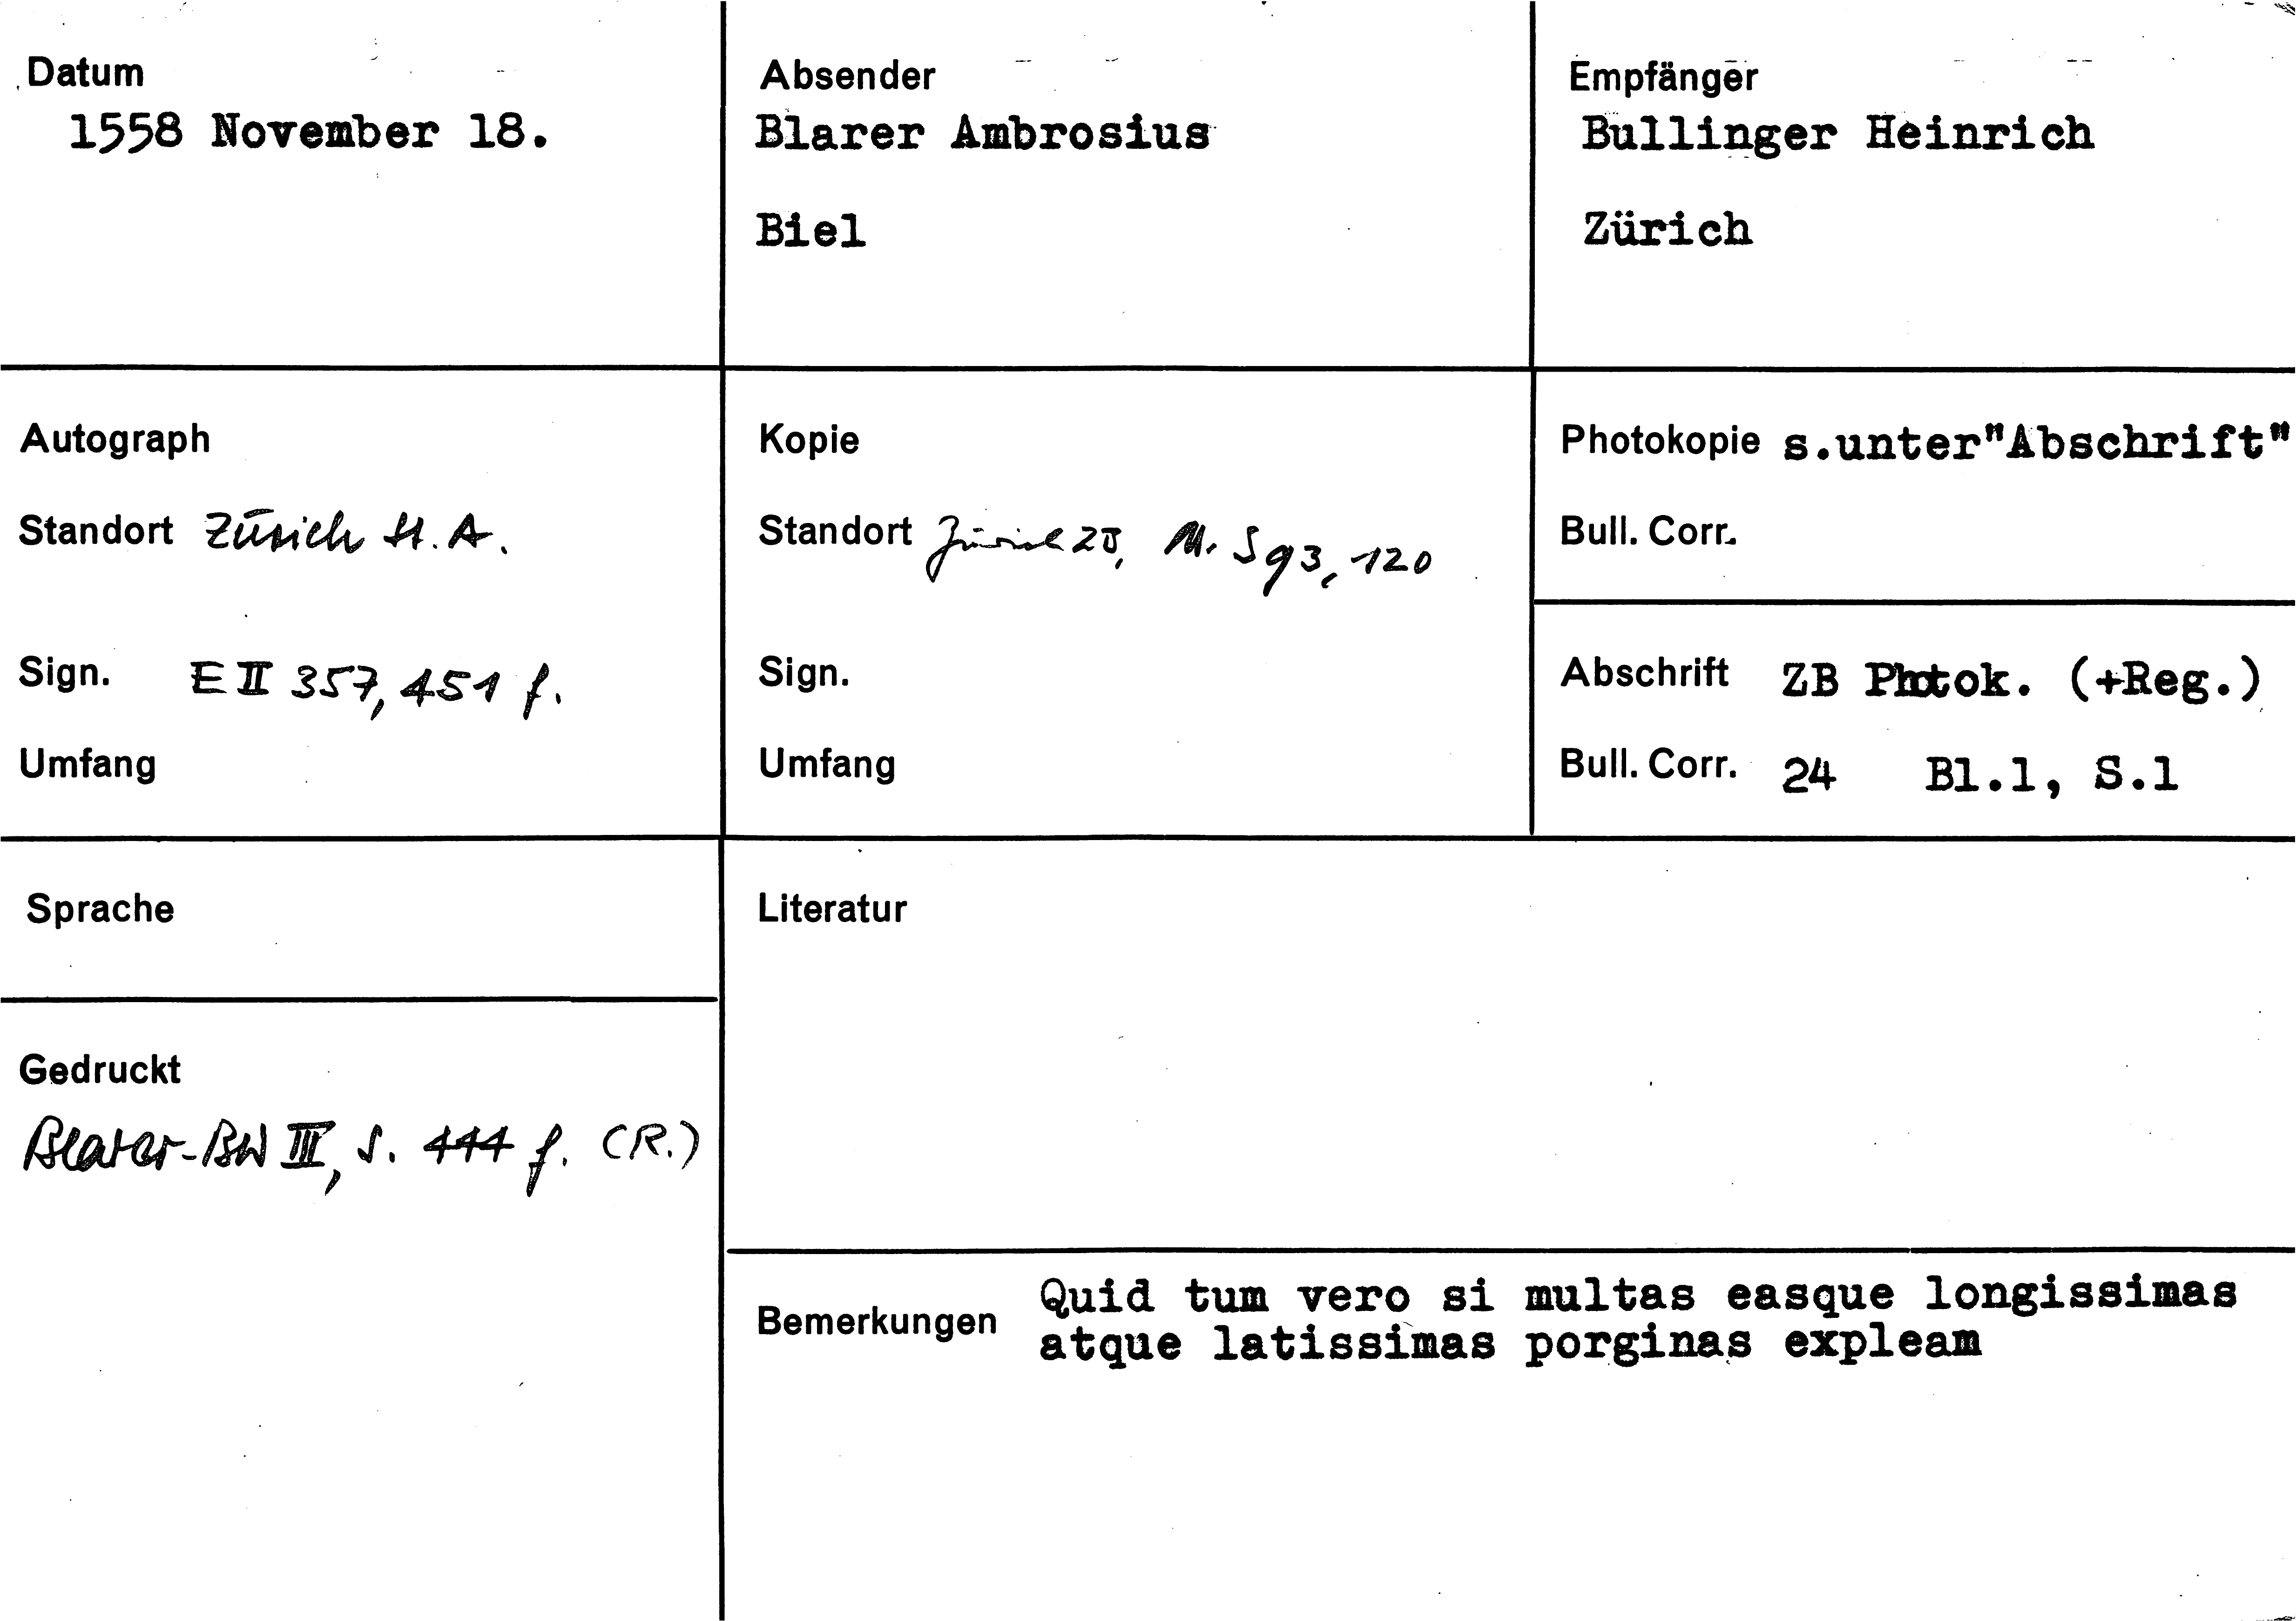 Datum
1558 November 18.
Absender
Blarer Ambrosius
Biel
Empfänger
Bullinger Heinrich
Zürich
Autograph
Standort Zürich St. A.
Sign. E II 357, 451 f.
Umfang
Kopie
Standort Zürich ZB, M. S 93, 120
Sign.
Umfang
Photokopie s.unter"Abschrift"
Bull. Corr.
Abschrift ZB Photok. (+Reg.)
Bull. Corr. 24 Bl.1, S.1
Sprache
Gedruckt
Blarer-BW III, S. 444 f. (R.)
Literatur
Bemerkungen Quid tum vero si multas easque longissimas
atque latissimas porginas expleam